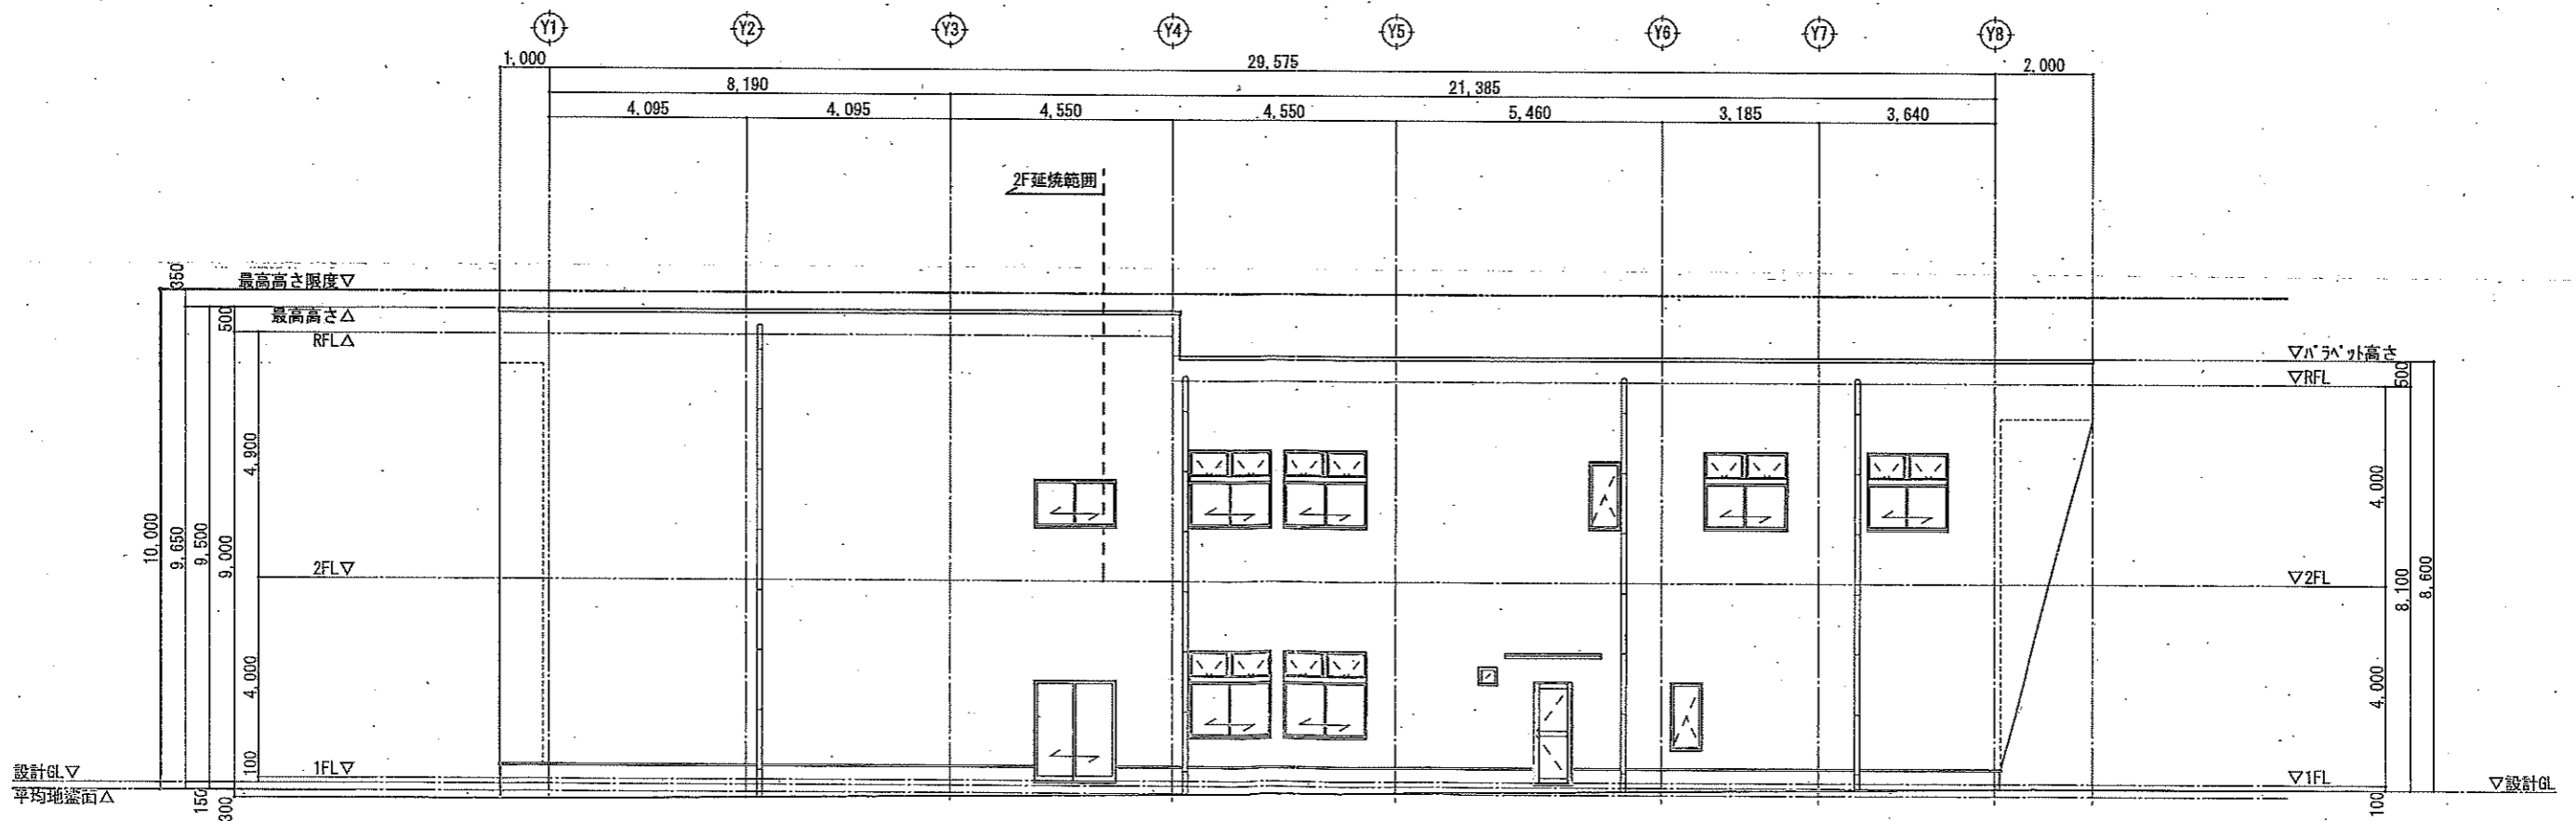 Y1 Y2 Y3 Y4 Y5 Y6 Y7 Y8
1,000 29,575 2,000
8,190 21,385
4,095 4,095 4,550 4,550 5,460 3,185 3,640
2F延焼範囲
最高高さ限度▽
最高高さ△
RFL△
2FL▽
1FL▽
設計GL▽
平均地盤面△
350
500
4,900
10,000
9,650
9,500
9,000
4,000
100
150
300
▽パラペット高さ
▽RFL
▽2FL
▽1FL
▽設計GL
500
4,000
8,100
8,600
4,000
100